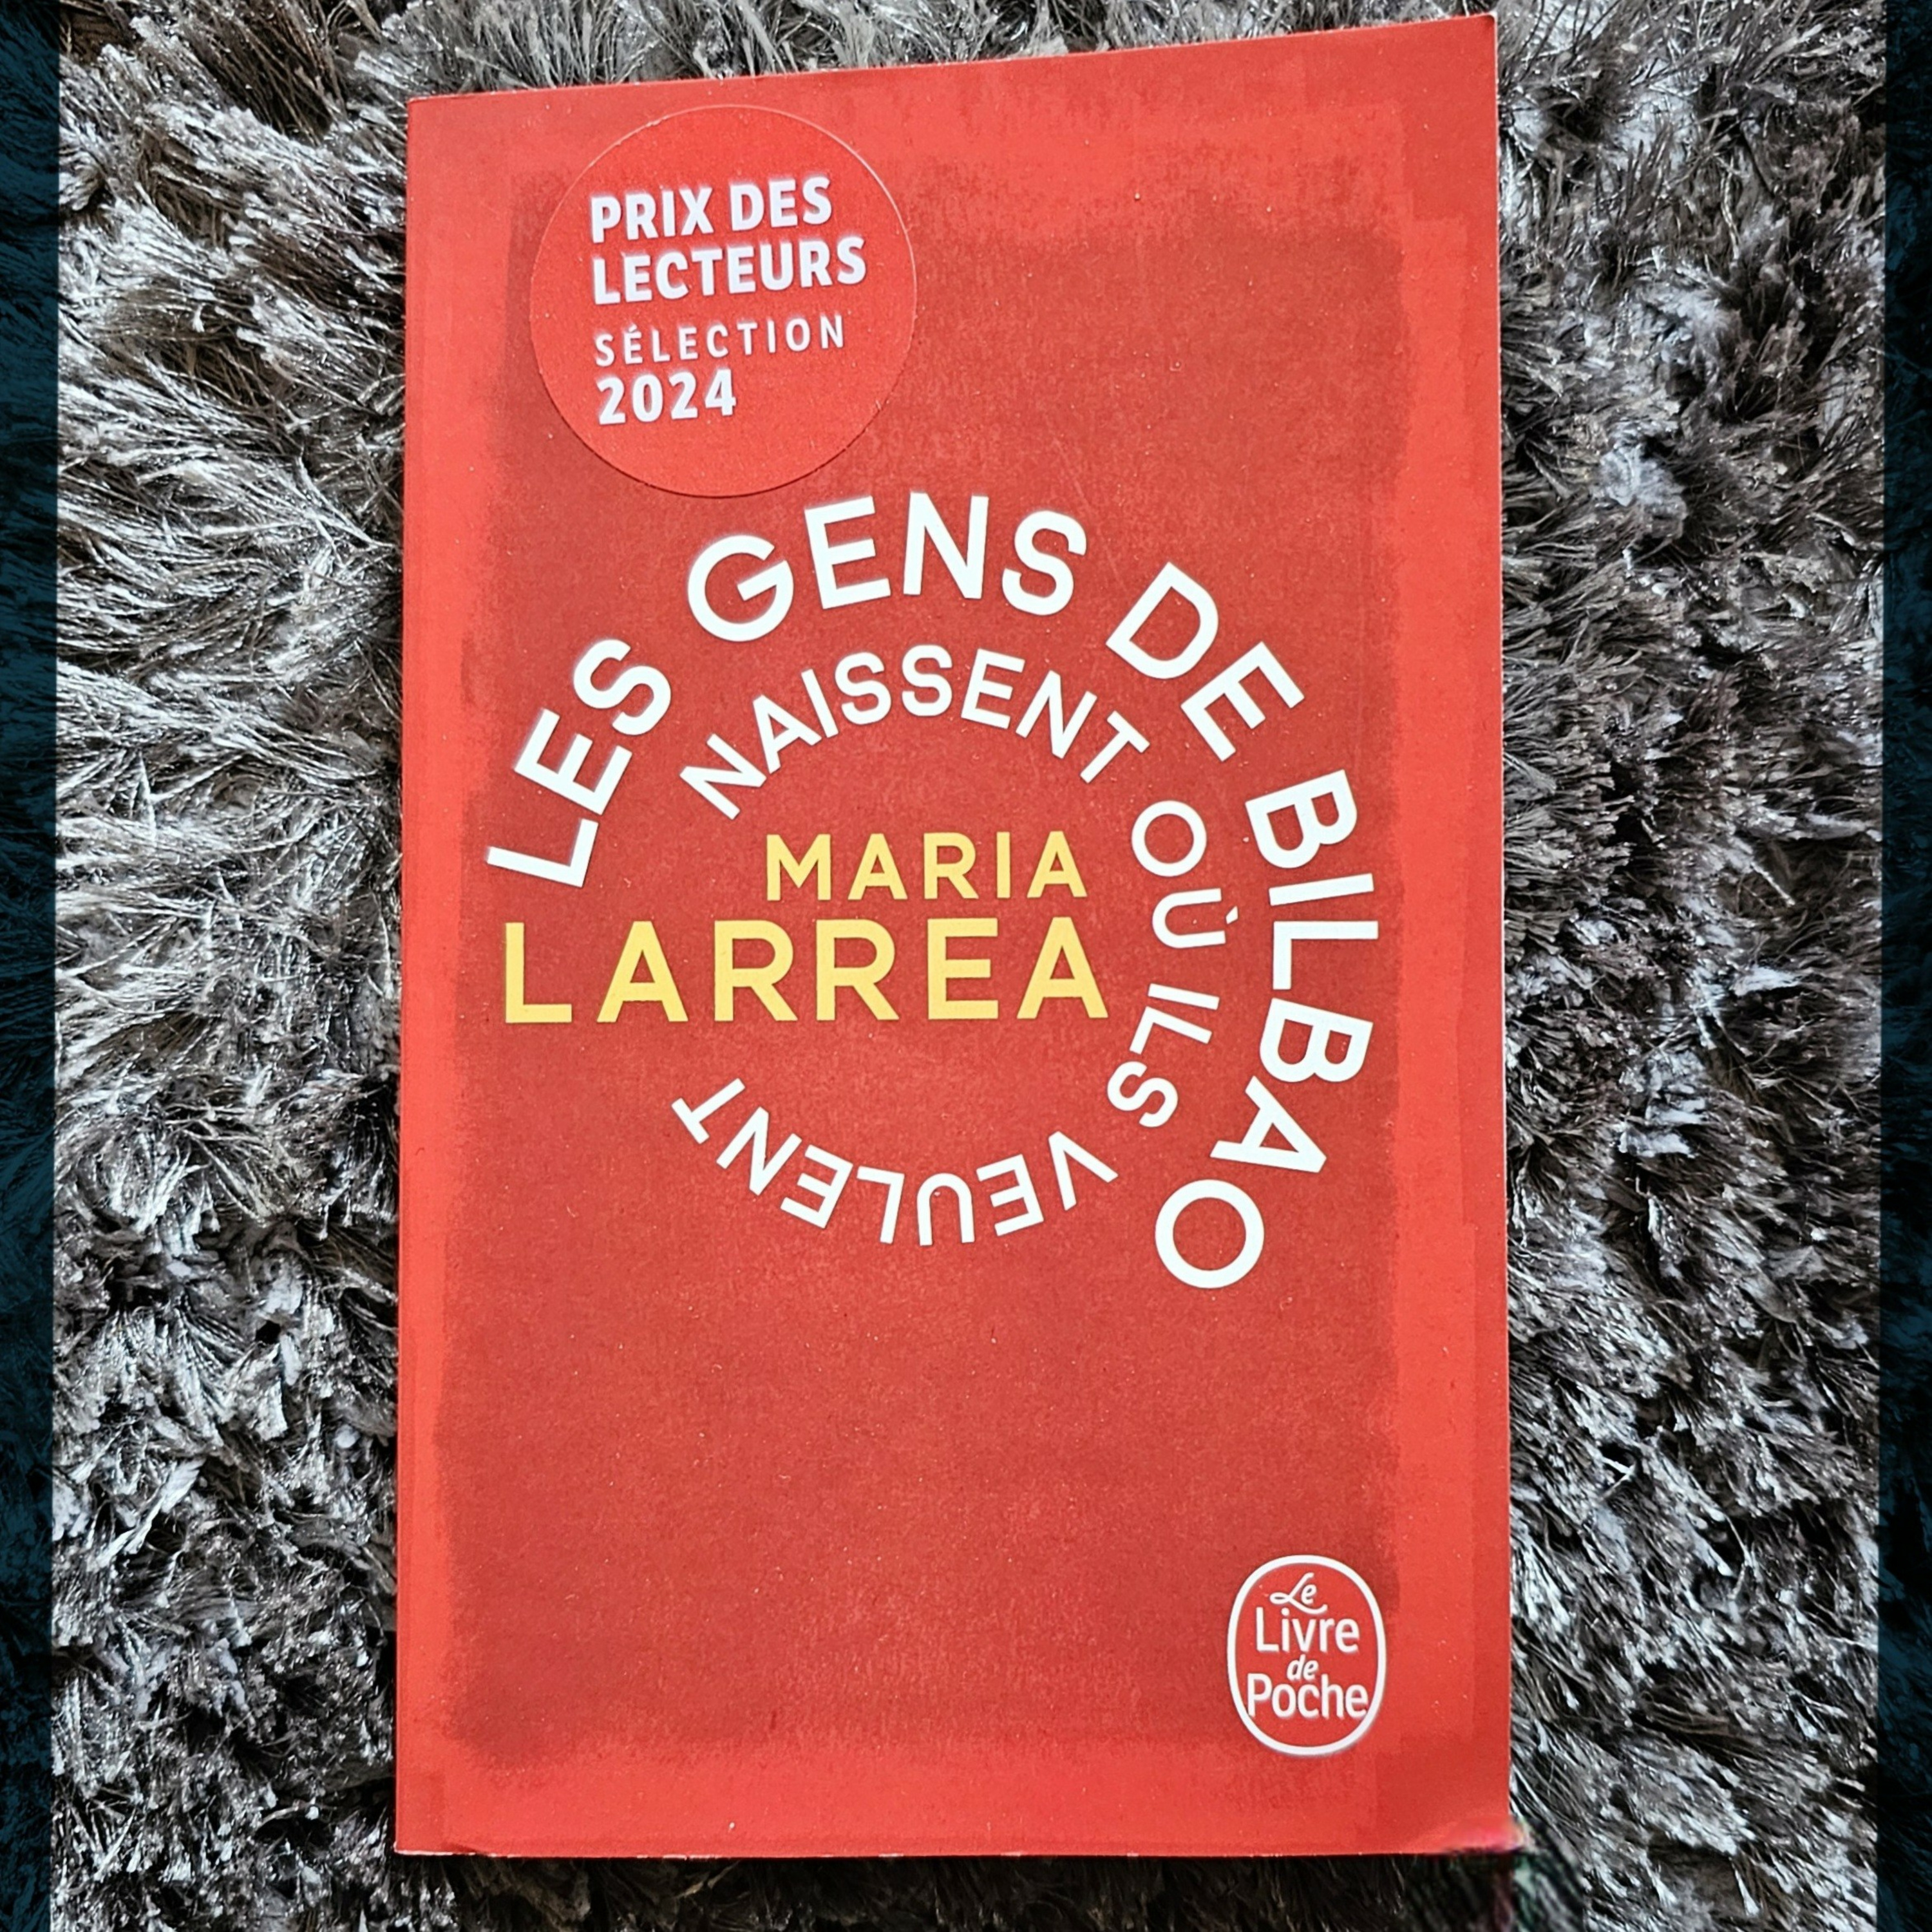 PRIX DES
LECTEURS
SÉLECTION
2024
LES GENS DE BILBAO
NAISSENT OÙ ILS VEULENT
MARIA
LARREA
Le
Livre
de
Poche